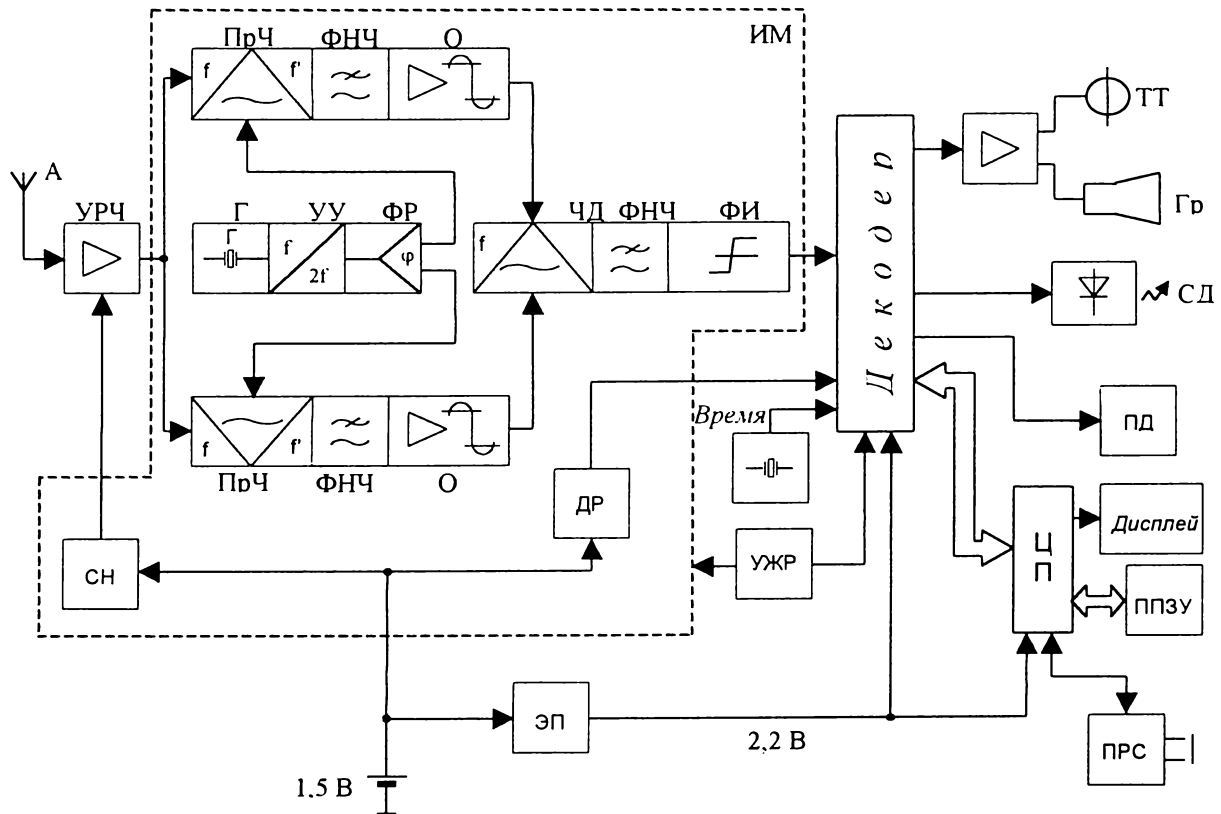 ПрЧ ФНЧ О ИМ
f f'
А
УРЧ
Г УУ ФР
Г f 2f φ
ЧД ФНЧ ФИ
f
f f'
ПрЧ ФНЧ О
Декодер
ТТ
Гр
СД
ПД
Время
ДР
СН
УЖР
ЦП
Дисплей
ППЗУ
ЭП
2,2 В
ПРС
1.5 В